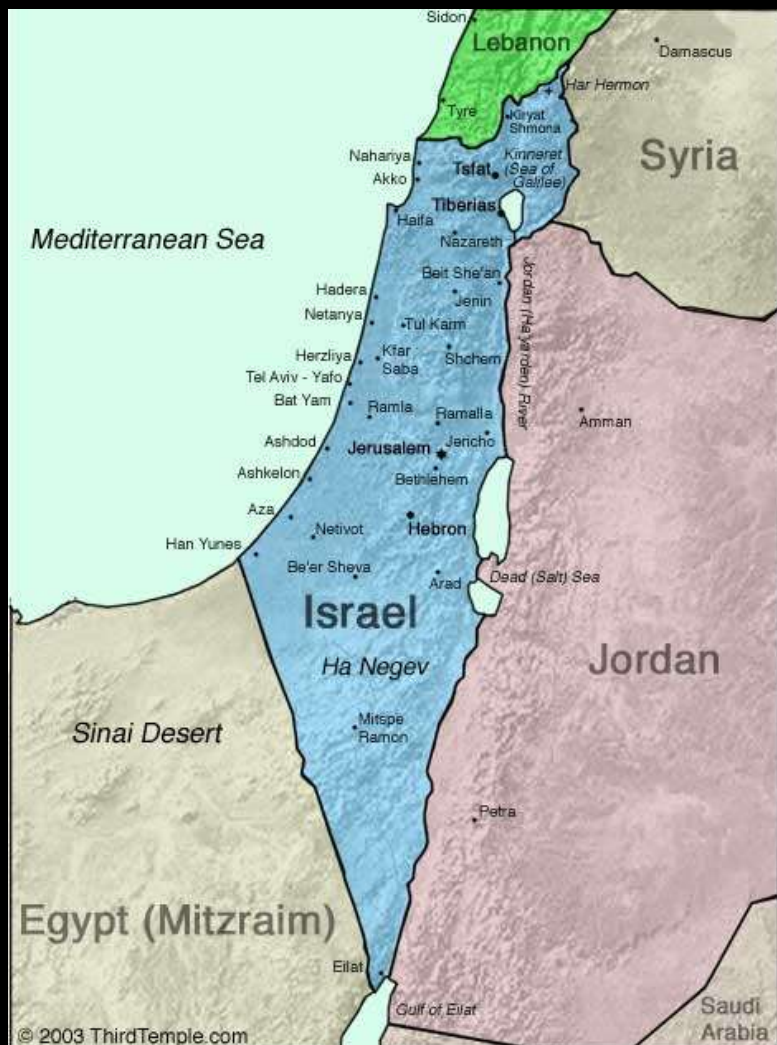 Sidon
Lebanon
Damascus
Har Hermon
Tyre
Kiryat
Shmona
Syria
Nahariya
Kinneret
Tsfat
(Sea of
Akko
Galilee)
Tiberias
Haifa
Mediterranean Sea
Nazareth
Beit She'an
Jordan (Ha'yarden) River
Hadera
Jenin
Netanya
Tul Karm
Herzliya
Kfar
Saba
Shchem
Tel Aviv - Yafo
Bat Yam
Ramla
Ramalla
Amman
Ashdod
Jerusalem
Jericho
Ashkelon
Bethlehem
Aza
Netivot
Hebron
Han Yunes
Be'er Sheva
Arad
Dead (Salt) Sea
Israel
Ha Negev
Jordan
Sinai Desert
Mitspe
Ramon
Petra
Egypt (Mitzraim)
Eilat
Gulf of Eilat
Saudi
Arabia
© 2003 ThirdTemple.com